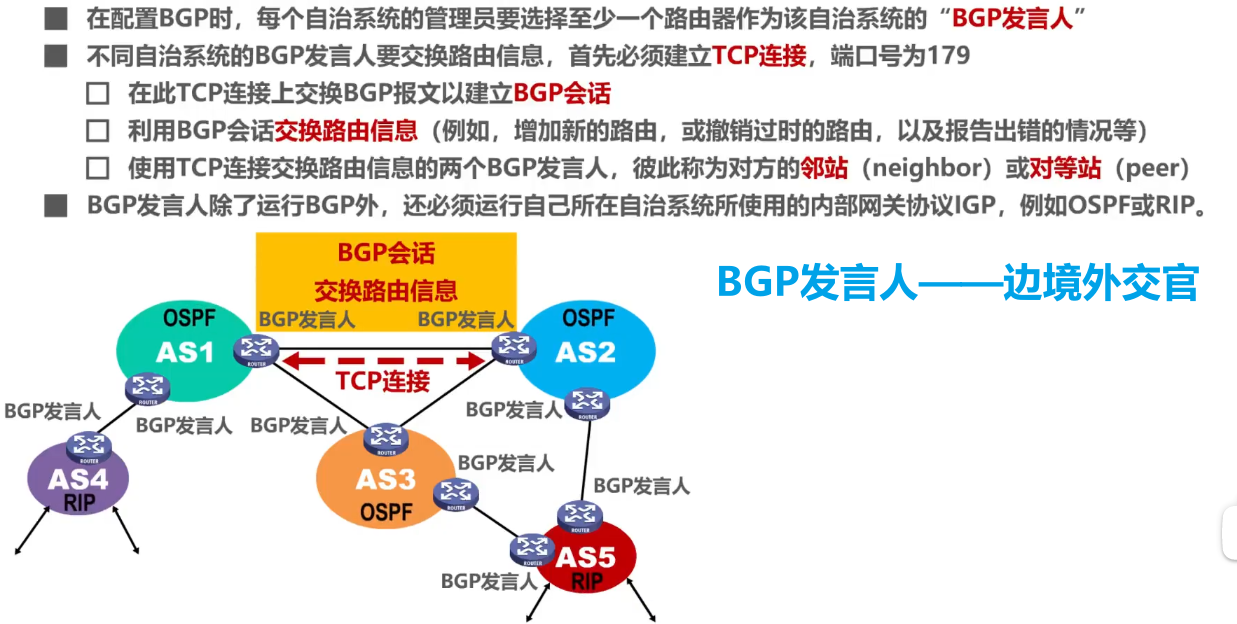 在配置BGP时，每个自治系统的管理员要选择至少一个路由器作为该自治系统的“BGP发言人”
不同自治系统的BGP发言人要交换路由信息，首先必须建立TCP连接，端口号为179
在此TCP连接上交换BGP报文以建立BGP会话
利用BGP会话交换路由信息（例如，增加新的路由，或撤销过时的路由，以及报告出错的情况等）
使用TCP连接交换路由信息的两个BGP发言人，彼此称为对方的邻站（neighbor）或对等站（peer）
BGP发言人除了运行BGP外，还必须运行自己所在自治系统所使用的内部网关协议IGP，例如OSPF或RIP。
BGP会话
交换路由信息
BGP发言人——边境外交官
OSPF
BGP发言人
BGP发言人
OSPF
AS1
ROUTER
ROUTER
AS2
TCP连接
ROUTER
ROUTER
BGP发言人
BGP发言人
BGP发言人
BGP发言人
ROUTER
ROUTER
AS4
RIP
AS3
OSPF
BGP发言人
ROUTER
BGP发言人
ROUTER
ROUTER
AS5
RIP
BGP发言人